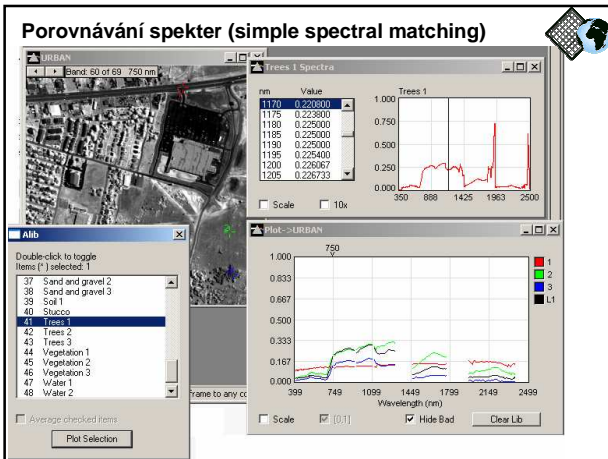 Porovnávání spekter (simple spectral matching)
URBAN
Band: 60 of 69 750 nm
Trees 1 Spectra
nm Value
1170 0.220800
1175 0.223800
1180 0.225000
1185 0.225000
1190 0.225000
1195 0.225400
1200 0.226067
1205 0.226733
Scale 10x
Trees 1
1.000
0.750
0.500
0.250
0.000
350 888 1425 1963 2500
Alib
Double-click to toggle
Items (* ) selected: 1
37 Sand and gravel 2
38 Sand and gravel 3
39 Soil 1
40 Stucco
41 Trees 1
42 Trees 2
43 Trees 3
44 Vegetation 1
45 Vegetation 2
46 Vegetation 3
47 Water 1
48 Water 2
Average checked items
Plot Selection
frame to any co
Plot->URBAN
750
1.000
0.833
0.667
0.500
0.333
0.167
0.000
399 749 1099 1449 1799 2149 2499
Wavelength (nm)
1
2
3
L1
Scale [0,1] Hide Bad Clear Lib